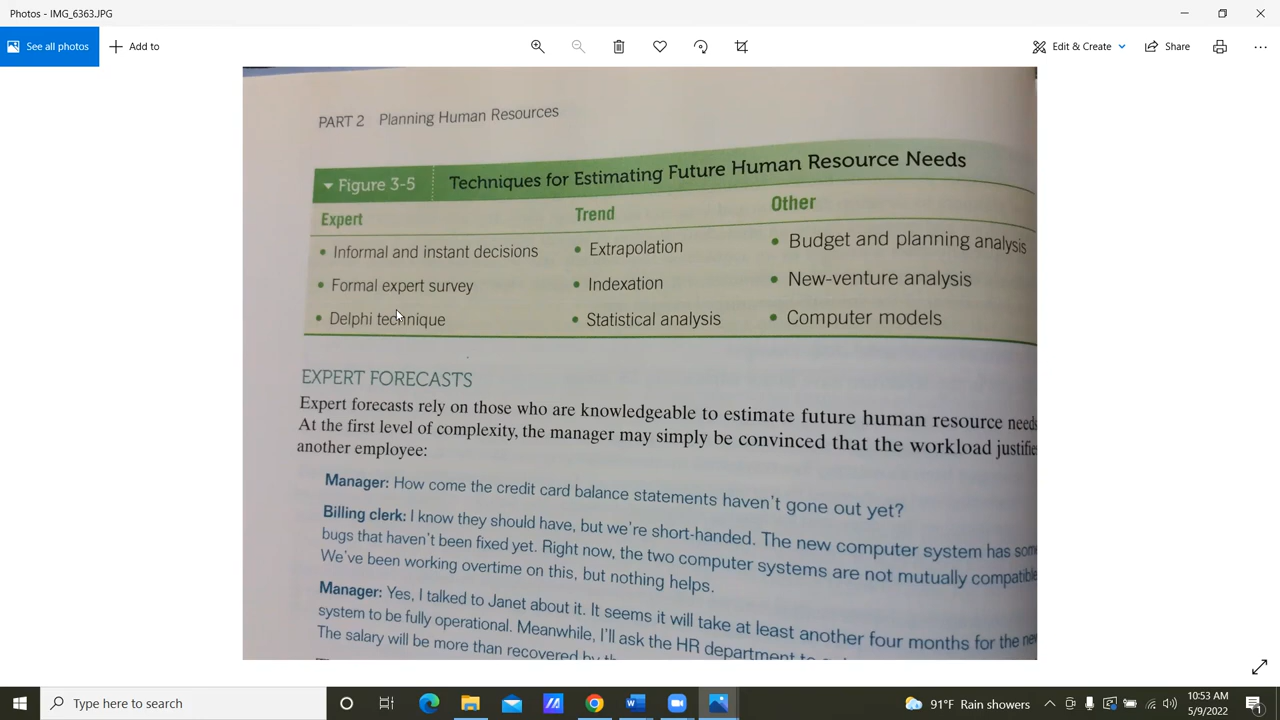 Photos - IMG_6363.JPG
See all photos
Add to
Edit & Create
Share
PART 2 Planning Human Resources
Figure 3-5 Techniques for Estimating Future Human Resource Needs
Expert Trend Other
• Informal and instant decisions • Extrapolation • Budget and planning analysis
• Formal expert survey • Indexation • New-venture analysis
• Delphi technique • Statistical analysis • Computer models
EXPERT FORECASTS
Expert forecasts rely on those who are knowledgeable to estimate future human resource needs
At the first level of complexity, the manager may simply be convinced that the workload justifie
another employee:
Manager: How come the credit card balance statements haven't gone out yet?
Billing clerk: I know they should have, but we're short-handed. The new computer system has som
bugs that haven't been fixed yet. Right now, the two computer systems are not mutually compatible
We've been working overtime on this, but nothing helps.
Manager: Yes, I talked to Janet about it. It seems it will take at least another four months for the ne
system to be fully operational. Meanwhile, I'll ask the HR department to
The salary will be more than recovered by
Type here to search
91°F Rain showers
10:53 AM
5/9/2022
1